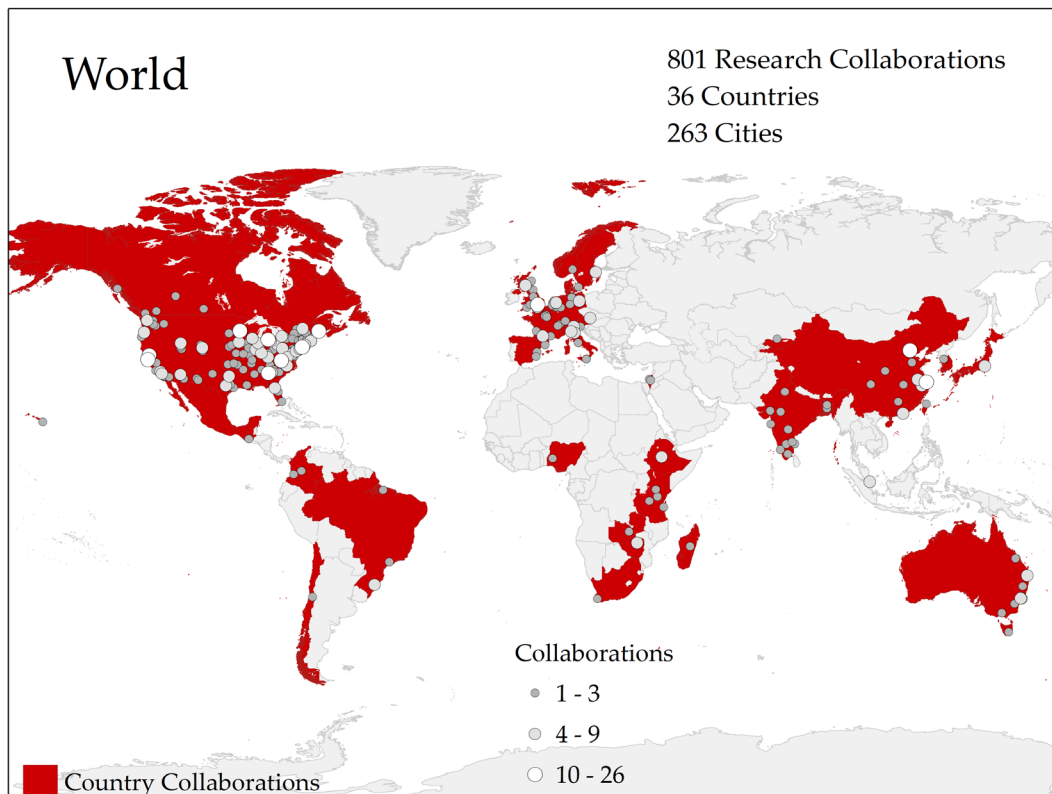 World
801 Research Collaborations
36 Countries
263 Cities
Collaborations
1 - 3
4 - 9
10 - 26
Country Collaborations